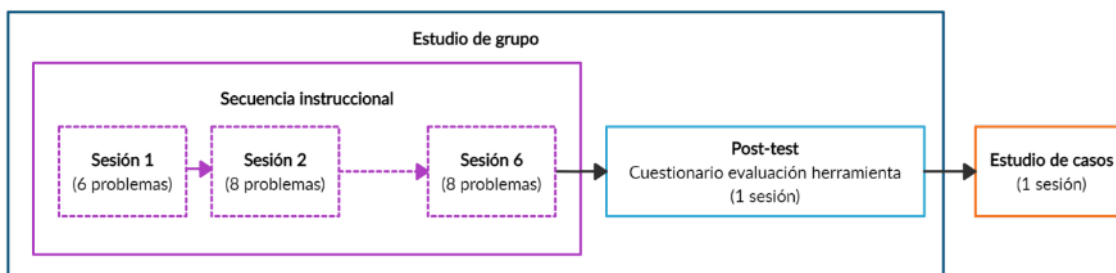 Estudio de grupo
Secuencia instruccional
Sesión 1
(6 problemas)
Sesión 2
(8 problemas)
Sesión 6
(8 problemas)
Post-test
Cuestionario evaluación herramienta
(1 sesión)
Estudio de casos
(1 sesión)